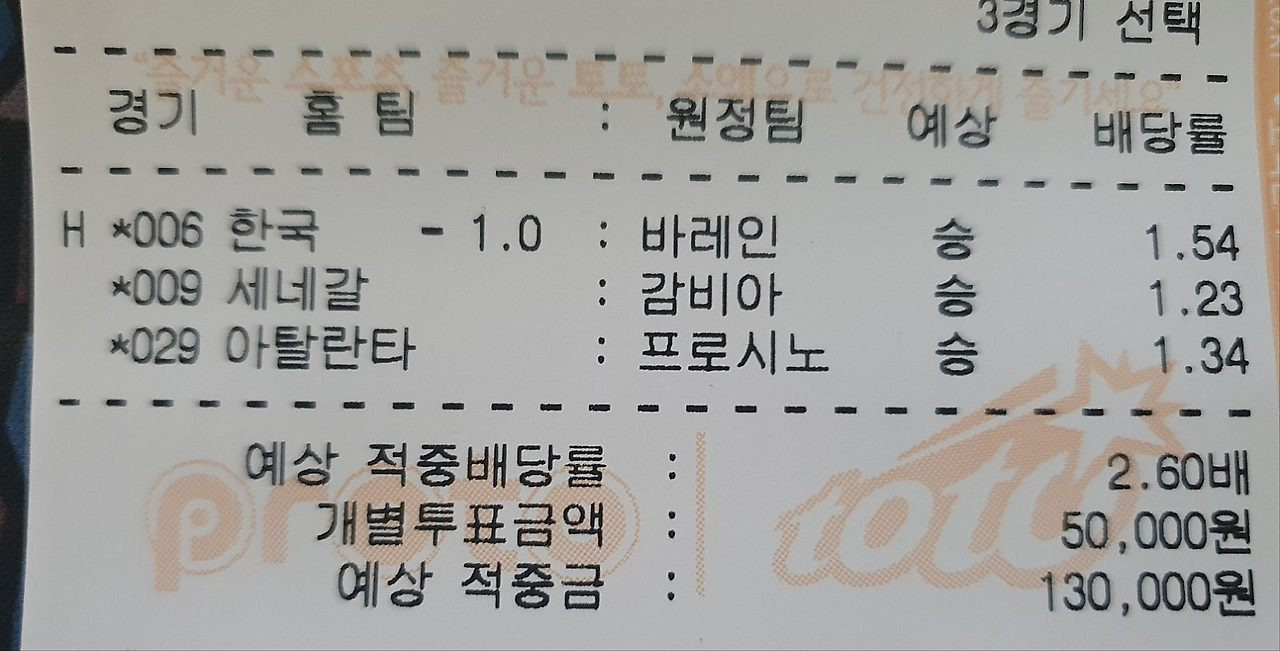 3경기 선택
"즐거운 스포츠, 즐거운 토토, 소액으로 건전하게 즐기세요"
경기 홈 팀 : 원정팀 예상 배당률
H *006 한국 - 1.0 : 바레인 승 1.54
*009 세네갈 : 감비아 승 1.23
*029 아탈란타 : 프로시노 승 1.34
예상 적중배당률 : 2.60배
개별투표금액 : 50,000원
예상 적중금 : 130,000원
proto toto